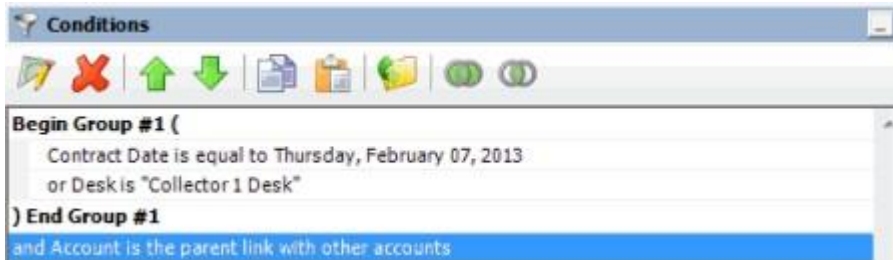 Conditions
Begin Group #1 (
Contract Date is equal to Thursday, February 07, 2013
or Desk is "Collector 1 Desk"
) End Group #1
and Account is the parent link with other accounts